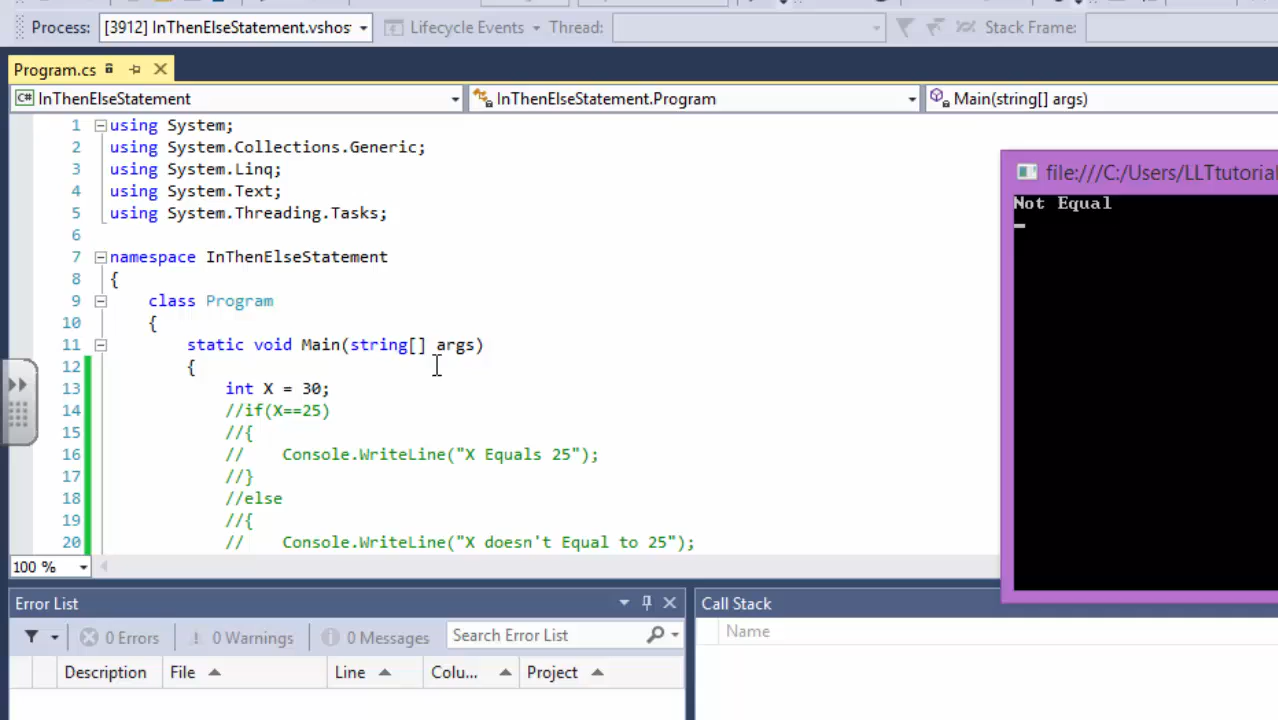 Process: [3912] InThenElseStatement.vshos Lifecycle Events Thread: Stack Frame:
Program.cs
C# InThenElseStatement InThenElseStatement.Program Main(string[] args)
1 using System;
2 using System.Collections.Generic;
3 using System.Linq;
4 using System.Text;
5 using System.Threading.Tasks;
6
7 namespace InThenElseStatement
8 {
9 class Program
10 {
11 static void Main(string[] args)
12 {
13 int X = 30;
14 //if(X==25)
15 //{
16 // Console.WriteLine("X Equals 25");
17 //}
18 //else
19 //{
20 // Console.WriteLine("X doesn't Equal to 25");
file:///C:/Users/LLTtutorial
Not Equal
100 %
Error List
0 Errors 0 Warnings 0 Messages Search Error List
Description File Line Colu... Project
Call Stack
Name